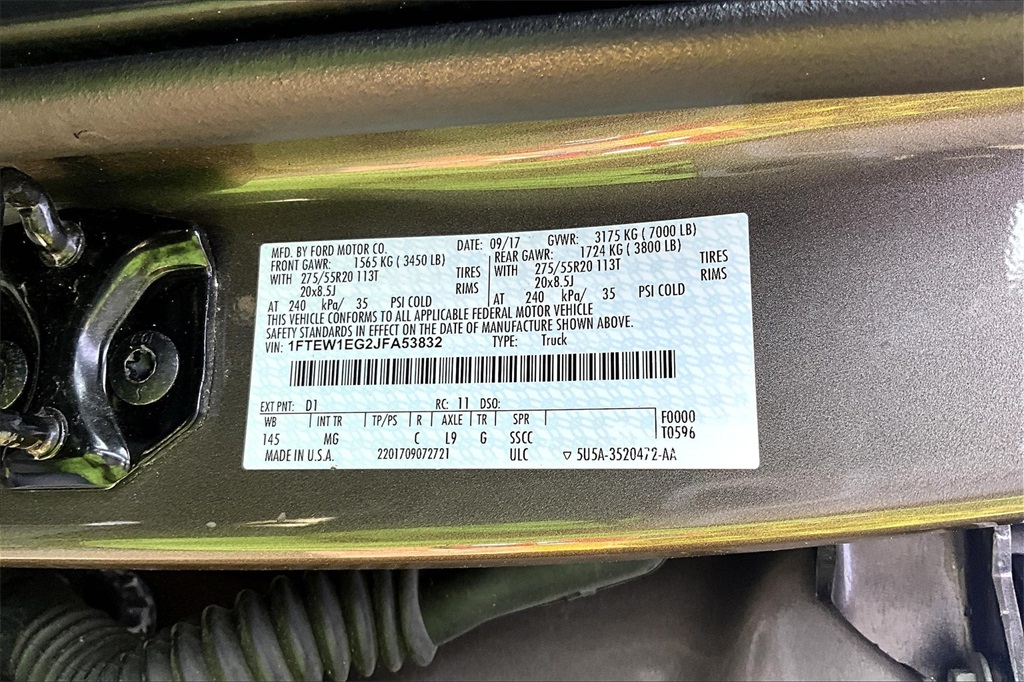 MFD. BY FORD MOTOR CO. DATE: 09/17 GVWR: 3175 KG ( 7000 LB)
FRONT GAWR: 1565 KG ( 3450 LB) REAR GAWR: 1724 KG ( 3800 LB)
WITH 275/55R20 113T TIRES WITH 275/55R20 113T TIRES
20x8.5J RIMS 20x8.5J RIMS
AT 240 kPa/ 35 PSI COLD AT 240 kPa/ 35 PSI COLD
THIS VEHICLE CONFORMS TO ALL APPLICABLE FEDERAL MOTOR VEHICLE
SAFETY STANDARDS IN EFFECT ON THE DATE OF MANUFACTURE SHOWN ABOVE.
VIN: 1FTEW1EG2JFA53832 TYPE: Truck
EXT PNT: D1 RC: 11 DSO:
WB INT TR TP/PS R AXLE TR SPR F0000
145 MG C L9 G SSCC T0596
MADE IN U.S.A. 2201709072721 ULC ▽ 5U5A-3520472-AA